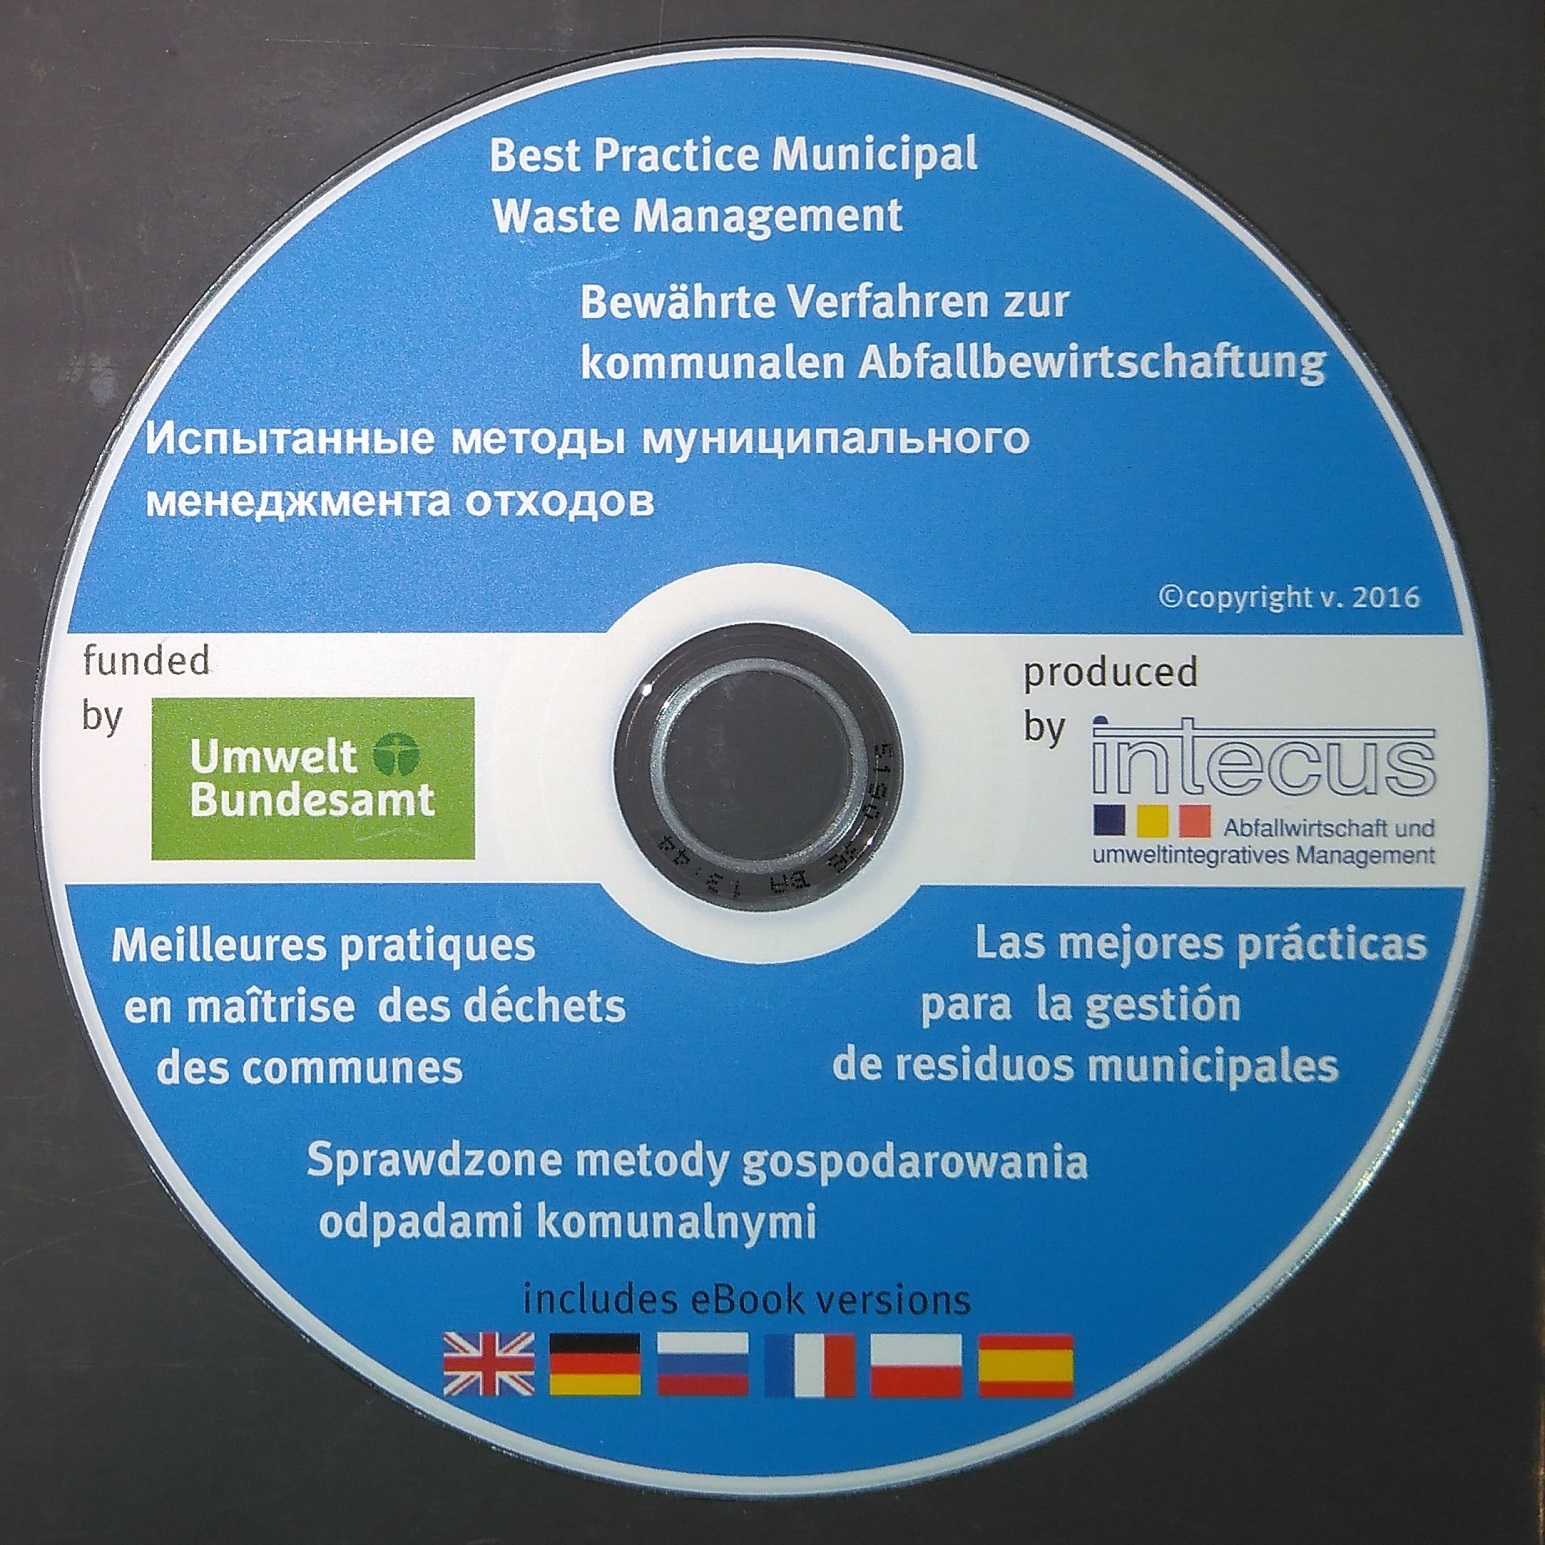 Best Practice Municipal
Waste Management
Bewährte Verfahren zur
kommunalen Abfallbewirtschaftung
Испытанные методы муниципального
менеджмента отходов
©copyright v. 2016
funded
by
Umwelt
Bundesamt
produced
by
intecus
Abfallwirtschaft und
umweltintegratives Management
Meilleures pratiques
en maîtrise des déchets
des communes
Las mejores prácticas
para la gestión
de residuos municipales
Sprawdzone metody gospodarowania
odpadami komunalnymi
includes eBook versions